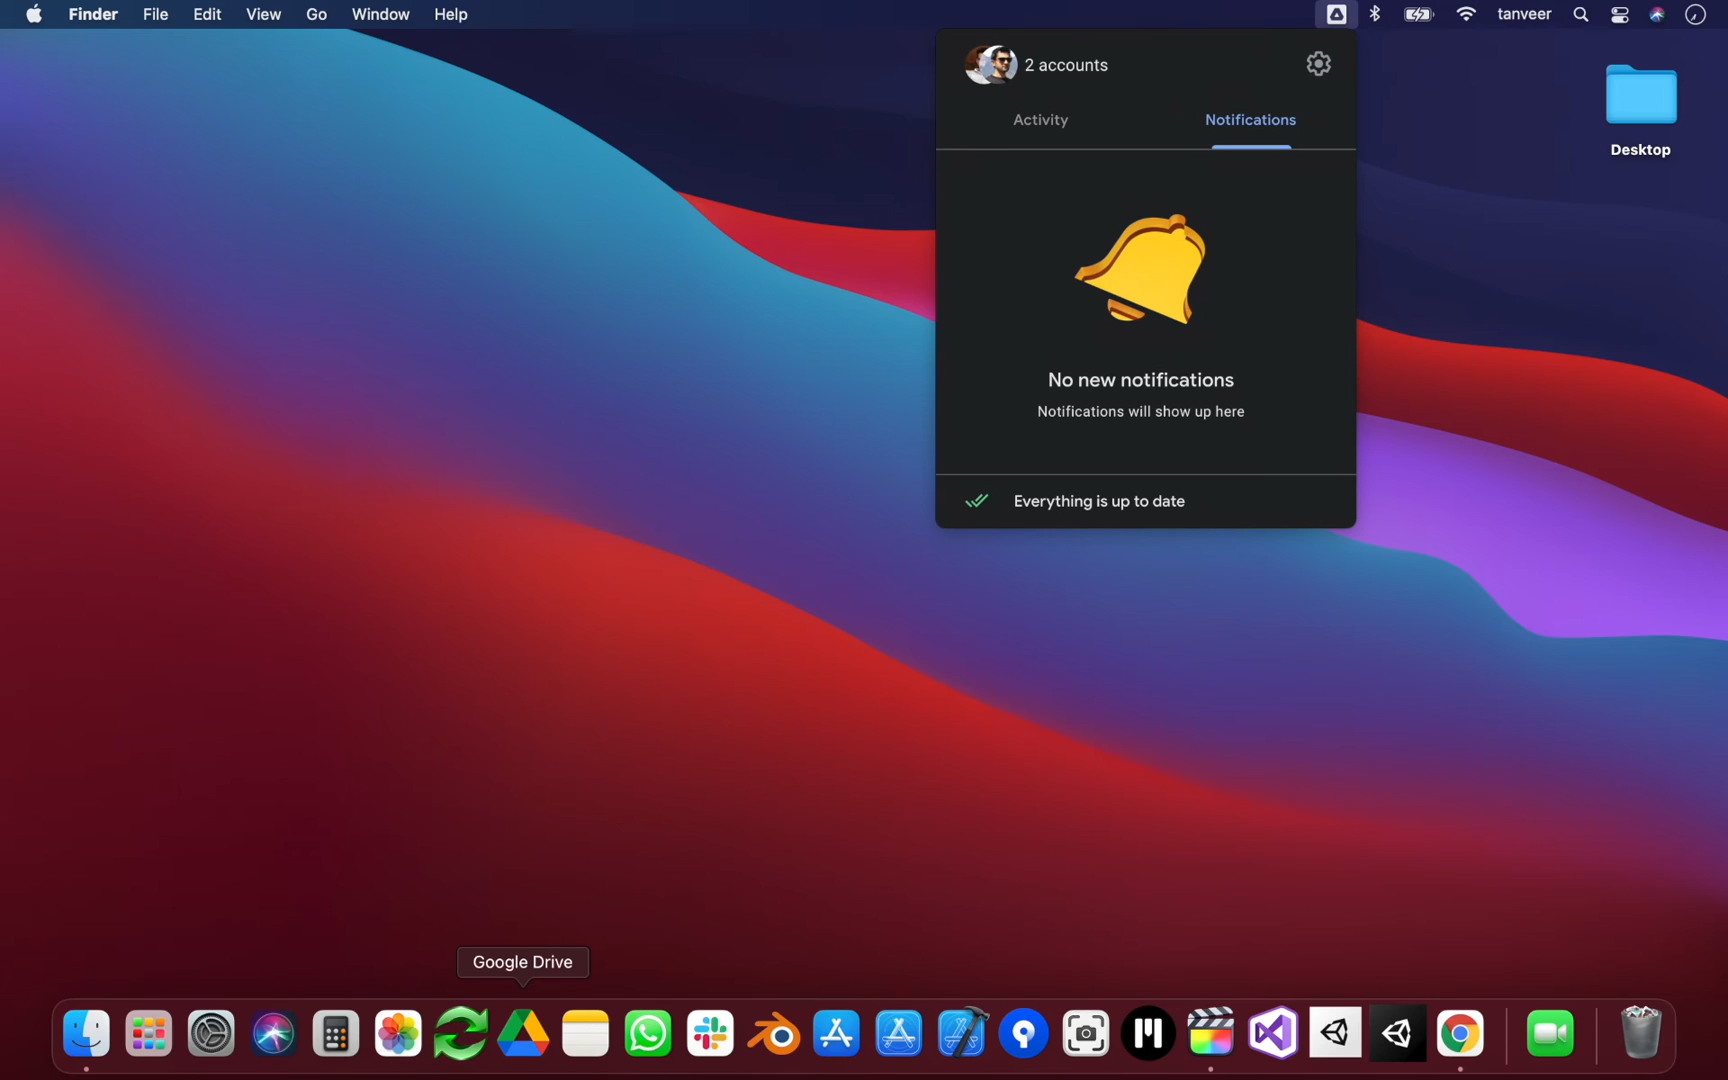 Finder File Edit View Go Window Help tanveer
2 accounts
Activity Notifications
Desktop
No new notifications
Notifications will show up here
Everything is up to date
Google Drive